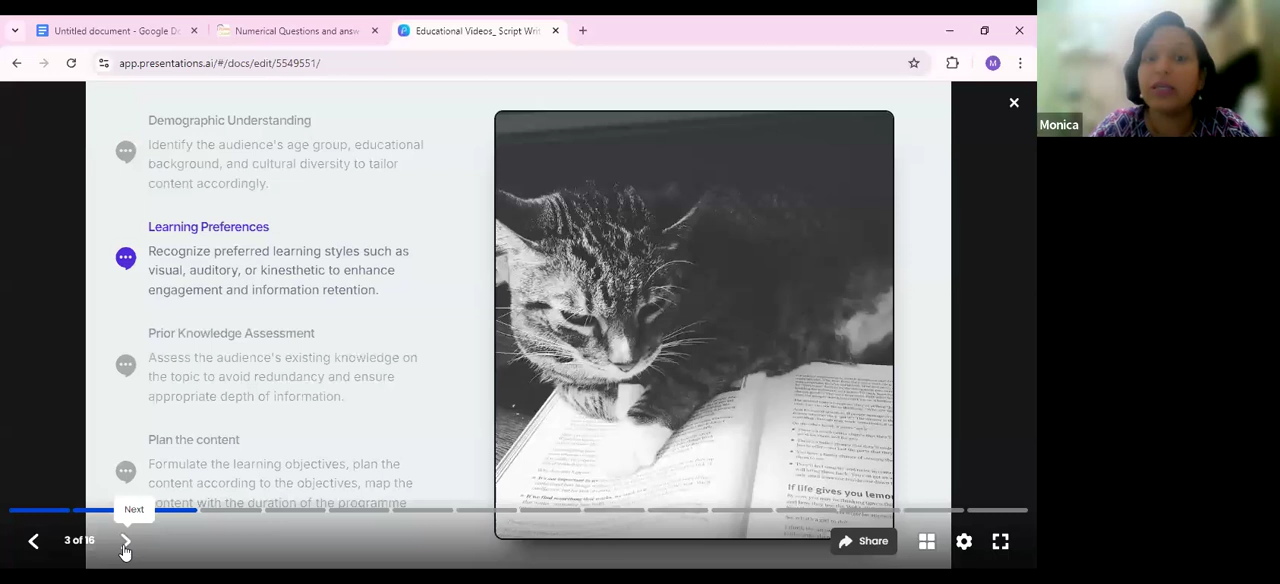 Untitled document - Google Do
Numerical Questions and answ
Educational Videos_ Script Writ
app.presentations.ai/#/docs/edit/5549551/
M
Monica
Demographic Understanding
Identify the audience's age group, educational
background, and cultural diversity to tailor
content accordingly.
Learning Preferences
Recognize preferred learning styles such as
visual, auditory, or kinesthetic to enhance
engagement and information retention.
Prior Knowledge Assessment
Assess the audience's existing knowledge on
the topic to avoid redundancy and ensure
appropriate depth of information.
Plan the content
Formulate the learning objectives, plan the
content according to the objectives, map the
content with the duration of the programme
If life gives you lemo
Next
3 of 16
Share